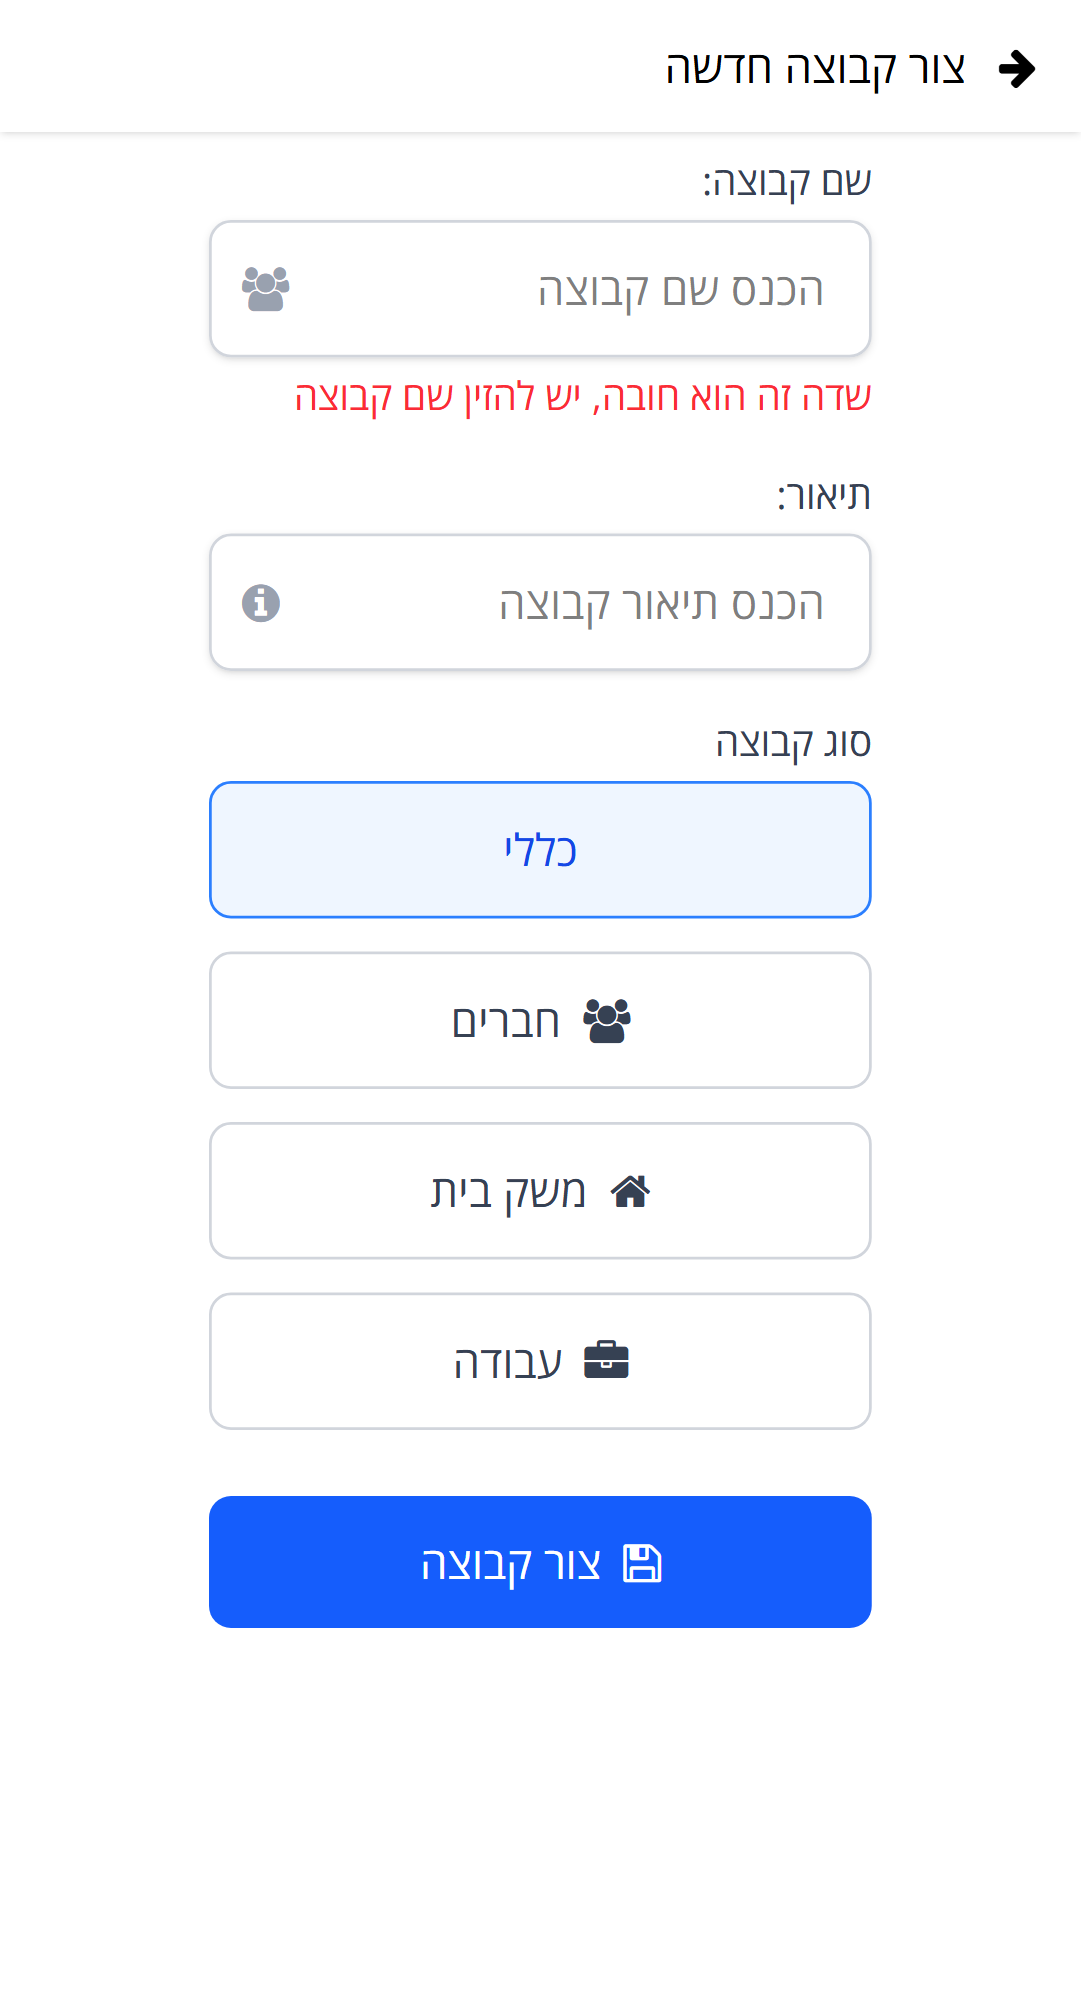 צור קבוצה חדשה
שם קבוצה:
הכנס שם קבוצה
שדה זה הוא חובה, יש להזין שם קבוצה
תיאור:
הכנס תיאור קבוצה
סוג קבוצה
כללי
חברים
משק בית
עבודה
צור קבוצה